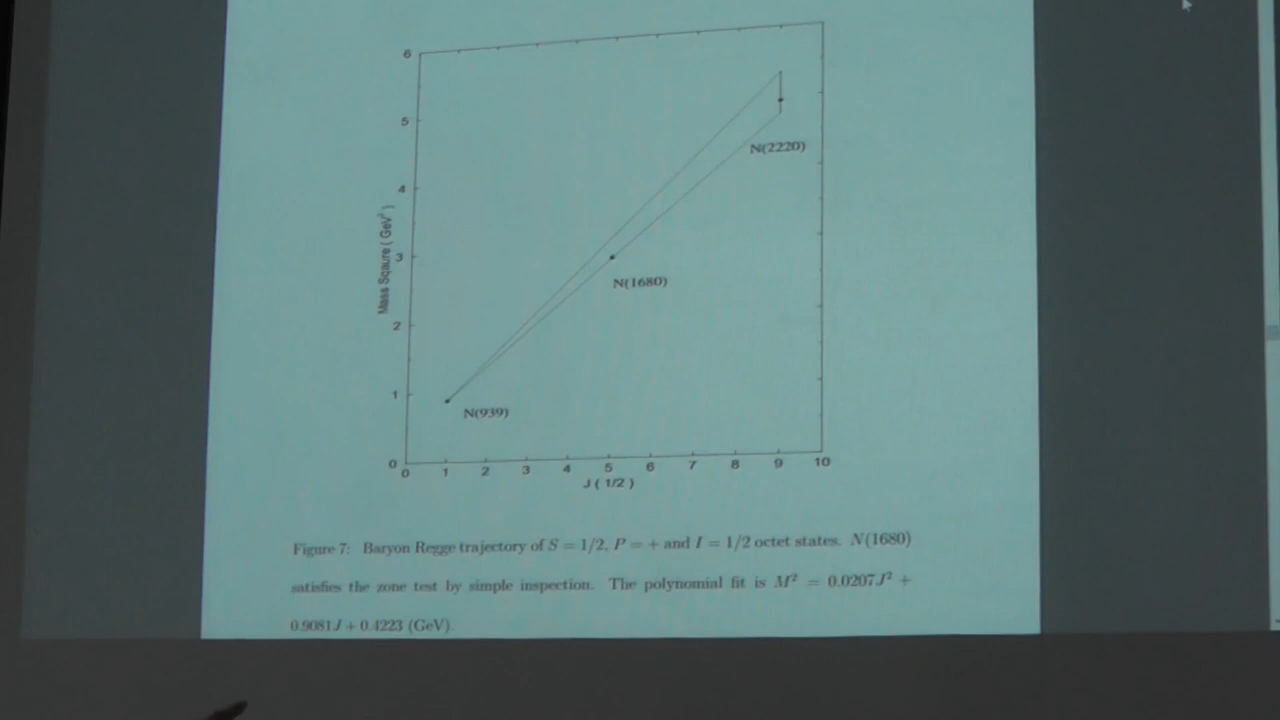 6
5
N(2220)
4
Mass Sqaure ( GeV² )
3
N(1680)
2
1
N(939)
0
0 1 2 3 4 5 6 7 8 9 10
J ( 1/2 )
Figure 7: Baryon Regge trajectory of S = 1/2, P = + and I = 1/2 octet states. N(1680)
satisfies the zone test by simple inspection. The polynomial fit is M² = 0.0207J² +
0.9081J + 0.4223 (GeV).